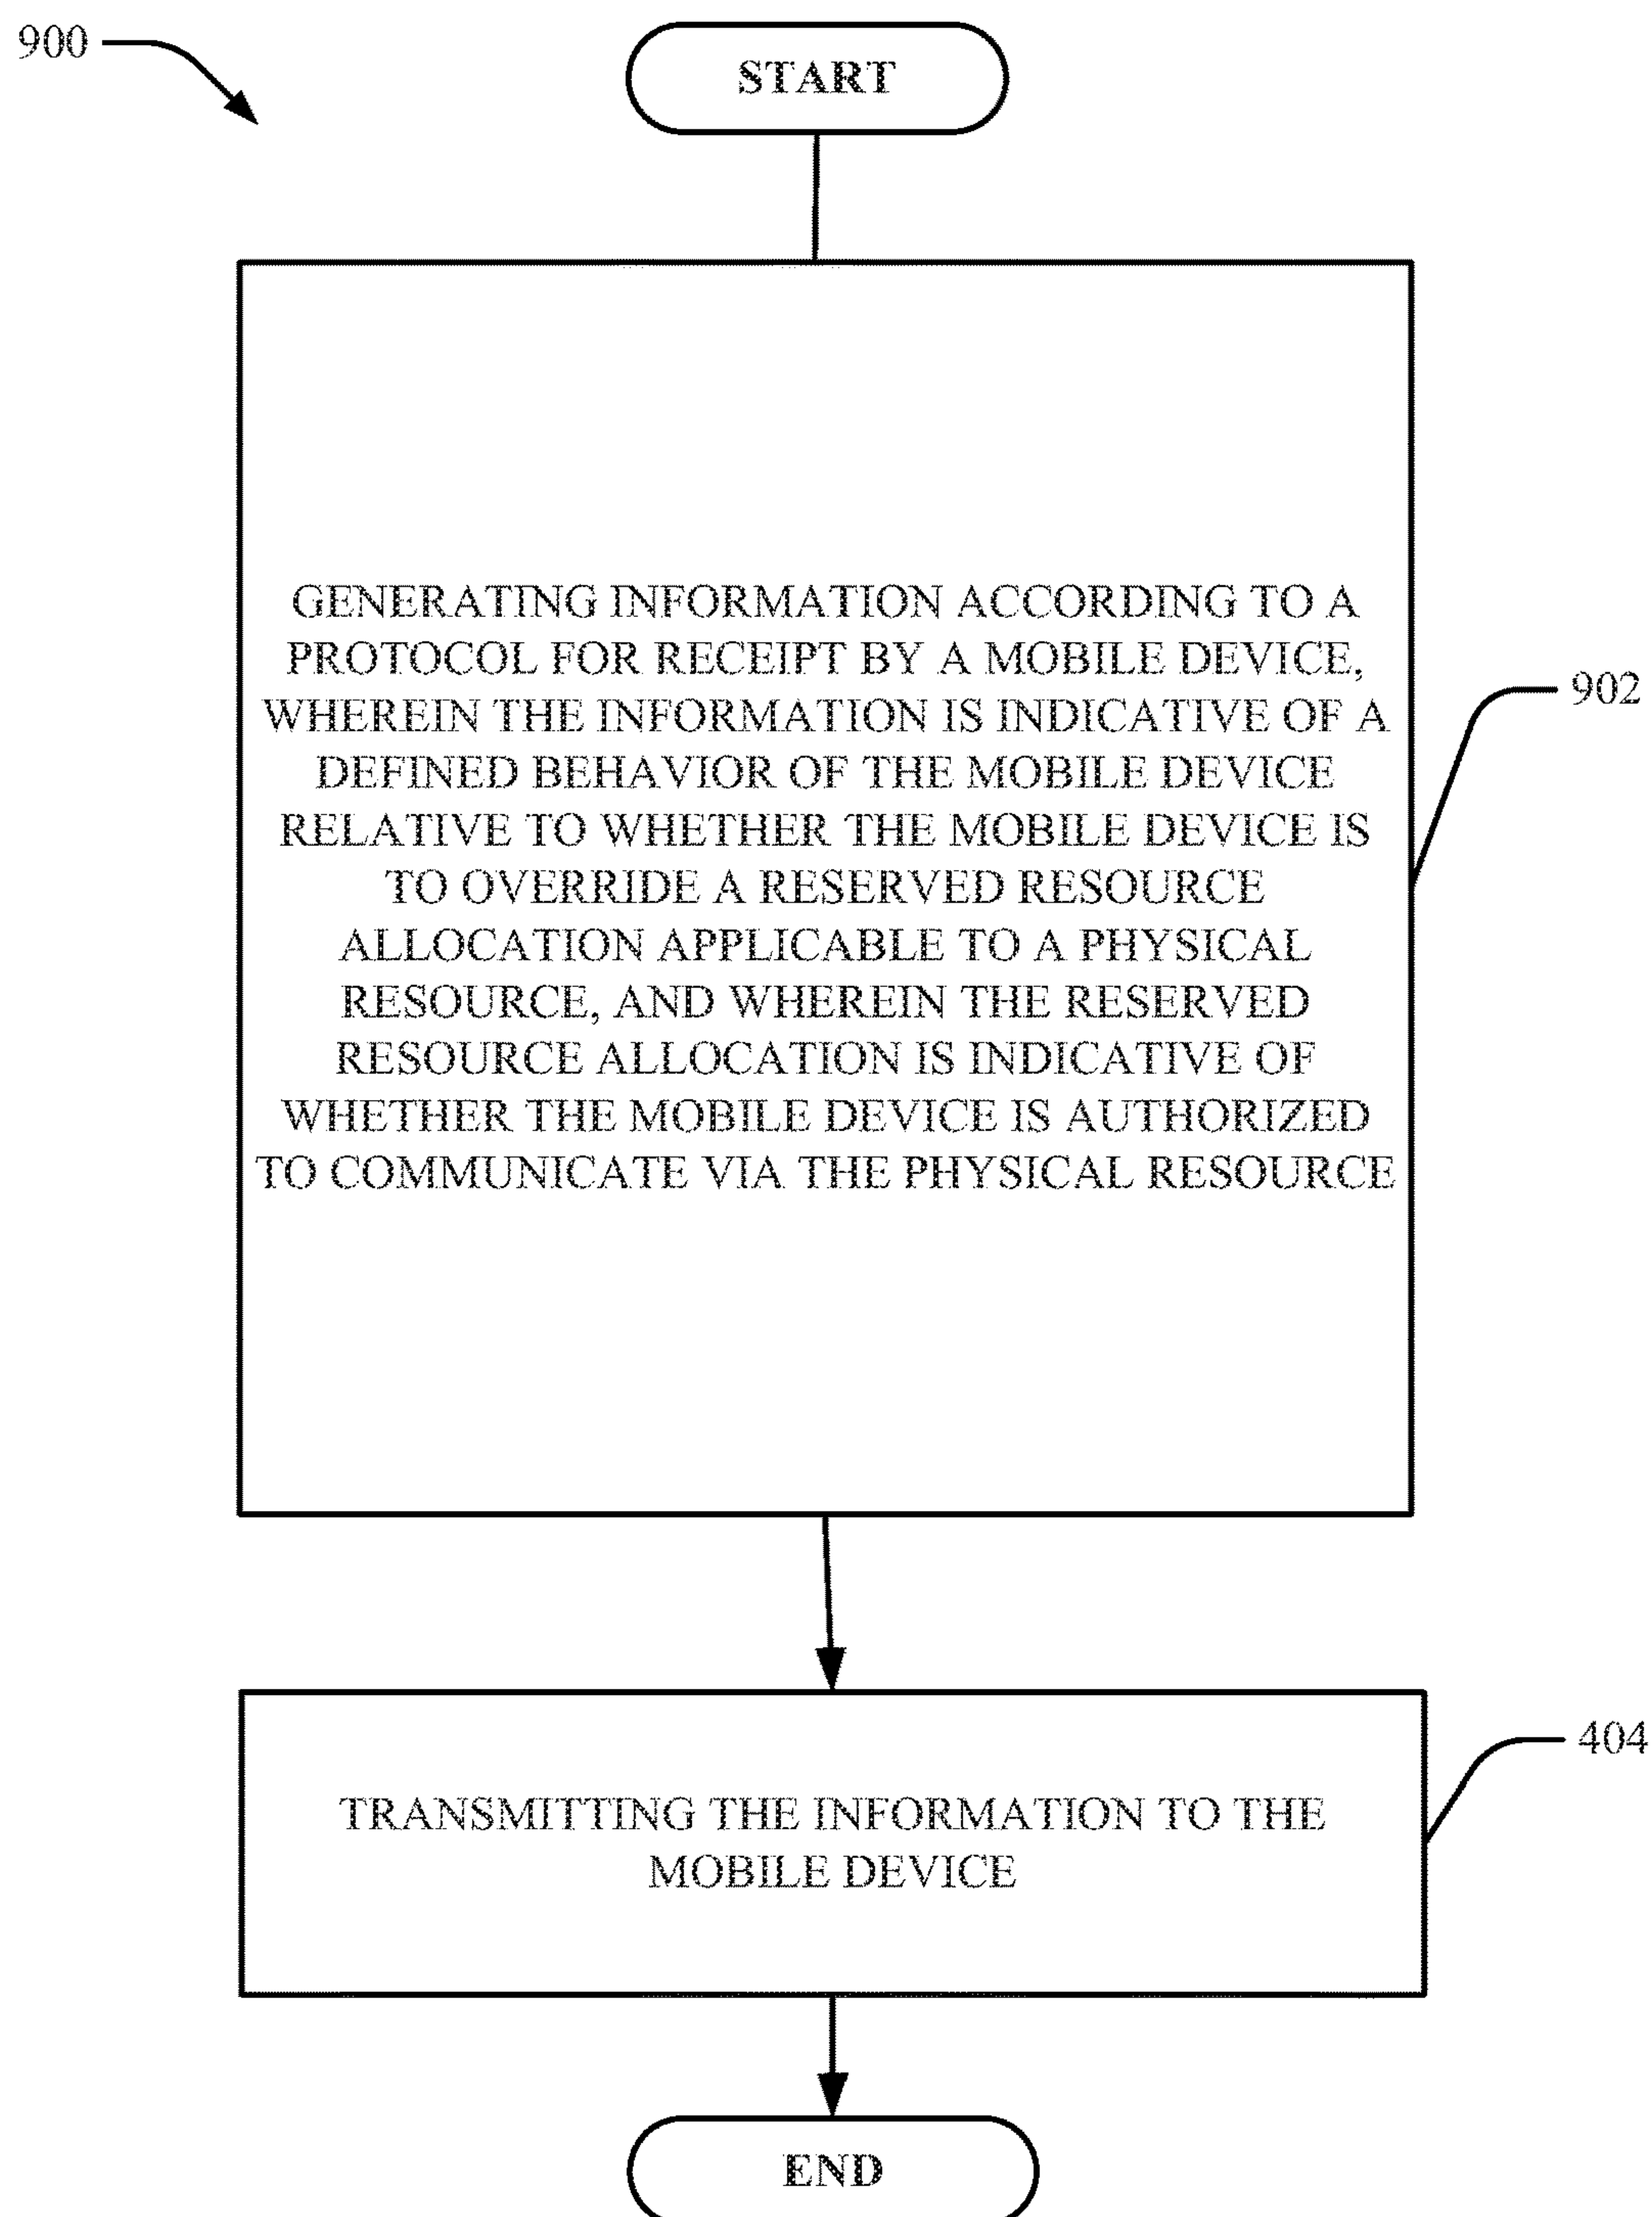 900
START
GENERATING INFORMATION ACCORDING TO A
PROTOCOL FOR RECEIPT BY A MOBILE DEVICE,
WHEREIN THE INFORMATION IS INDICATIVE OF A
DEFINED BEHAVIOR OF THE MOBILE DEVICE
RELATIVE TO WHETHER THE MOBILE DEVICE IS
TO OVERRIDE A RESERVED RESOURCE
ALLOCATION APPLICABLE TO A PHYSICAL
RESOURCE, AND WHEREIN THE RESERVED
RESOURCE ALLOCATION IS INDICATIVE OF
WHETHER THE MOBILE DEVICE IS AUTHORIZED
TO COMMUNICATE VIA THE PHYSICAL RESOURCE
902
TRANSMITTING THE INFORMATION TO THE
MOBILE DEVICE
404
END